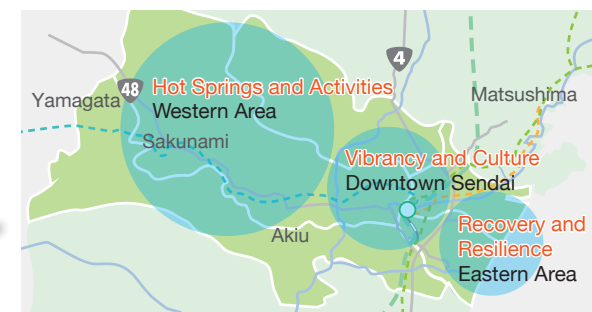 4
48
Hot Springs and Activities
Western Area
Yamagata
Matsushima
Sakunami
Vibrancy and Culture
Downtown Sendai
Akiu
Recovery and
Resilience
Eastern Area